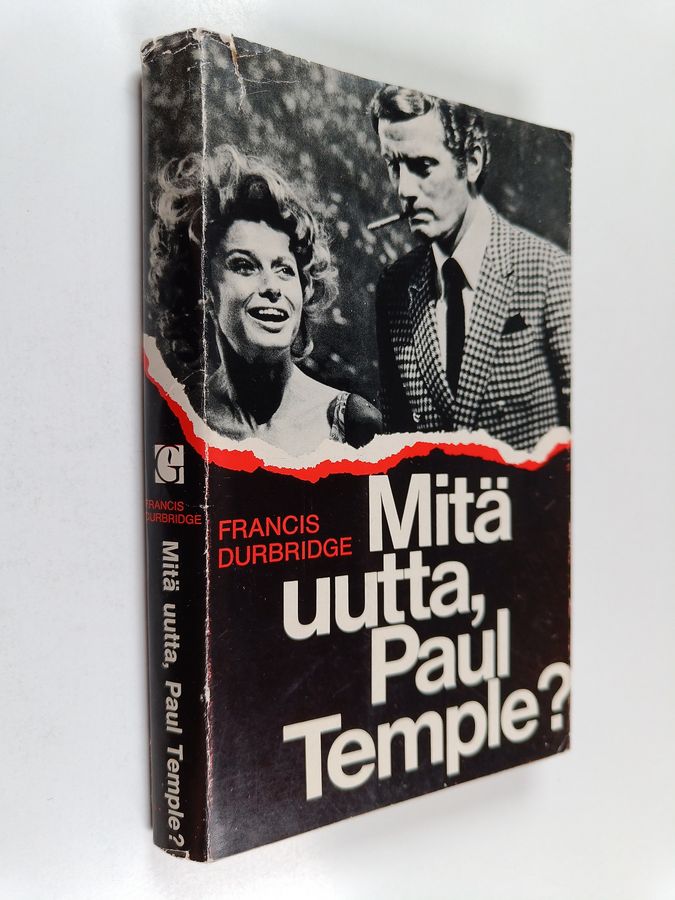 FRANCIS
DURBRIDGE
Mitä
uutta,
Paul
Temple?
G
FRANCIS
DURBRIDGE
Mitä uutta, Paul Temple?